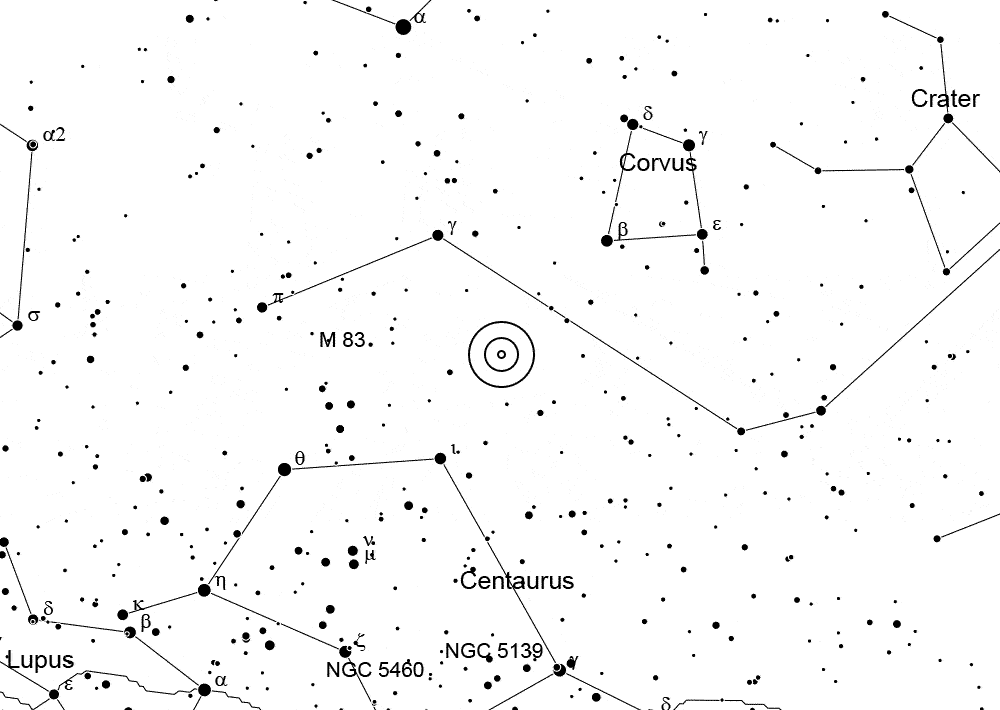 α
Crater
δ
α2
γ
Corvus
γ
β
ε
π
σ
M 83
ι
θ
ν
μ
η
Centaurus
κ
δ
β
ζ
NGC 5139
γ
Lupus
NGC 5460
α
ε
δ